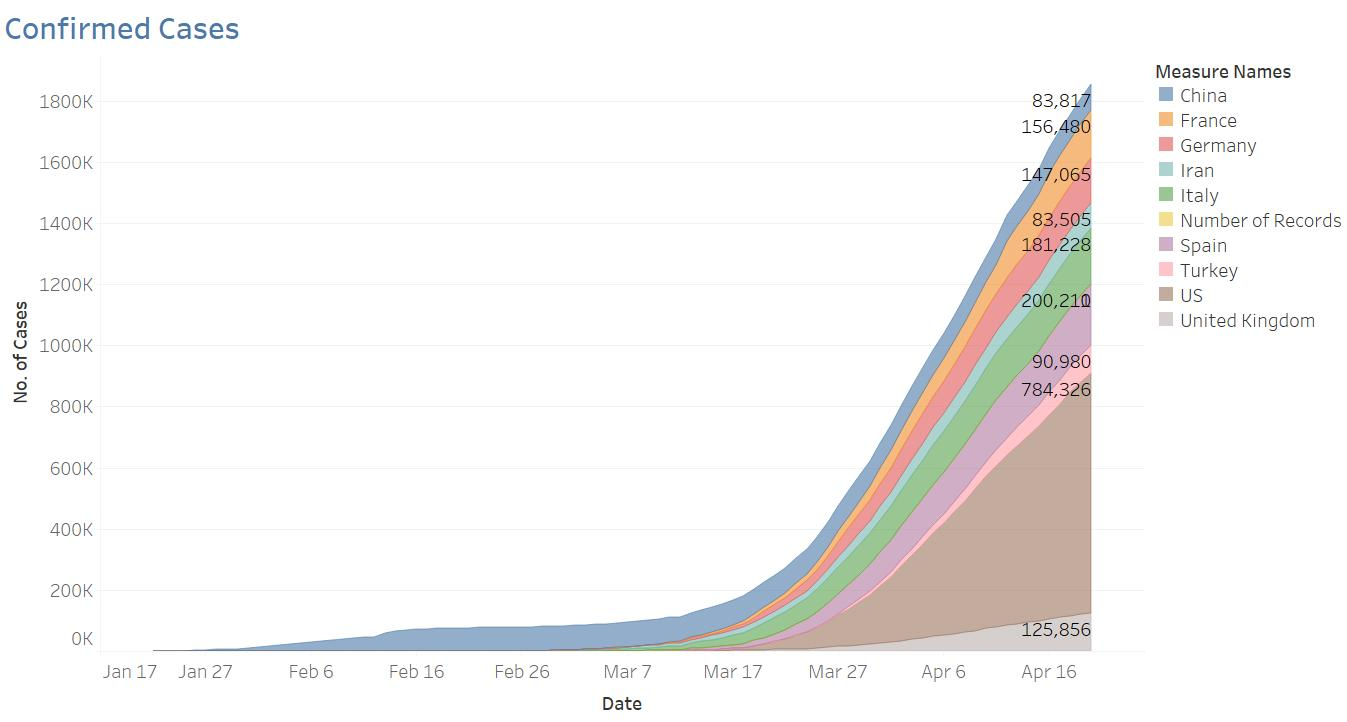 Confirmed Cases
Measure Names
China
France
Germany
Iran
Italy
Number of Records
Spain
Turkey
US
United Kingdom
No. of Cases
1800K
1600K
1400K
1200K
1000K
800K
600K
400K
200K
0K
83,817
156,480
147,065
83,505
181,228
200,210
90,980
784,326
125,856
Jan 17
Jan 27
Feb 6
Feb 16
Feb 26
Mar 7
Mar 17
Mar 27
Apr 6
Apr 16
Date